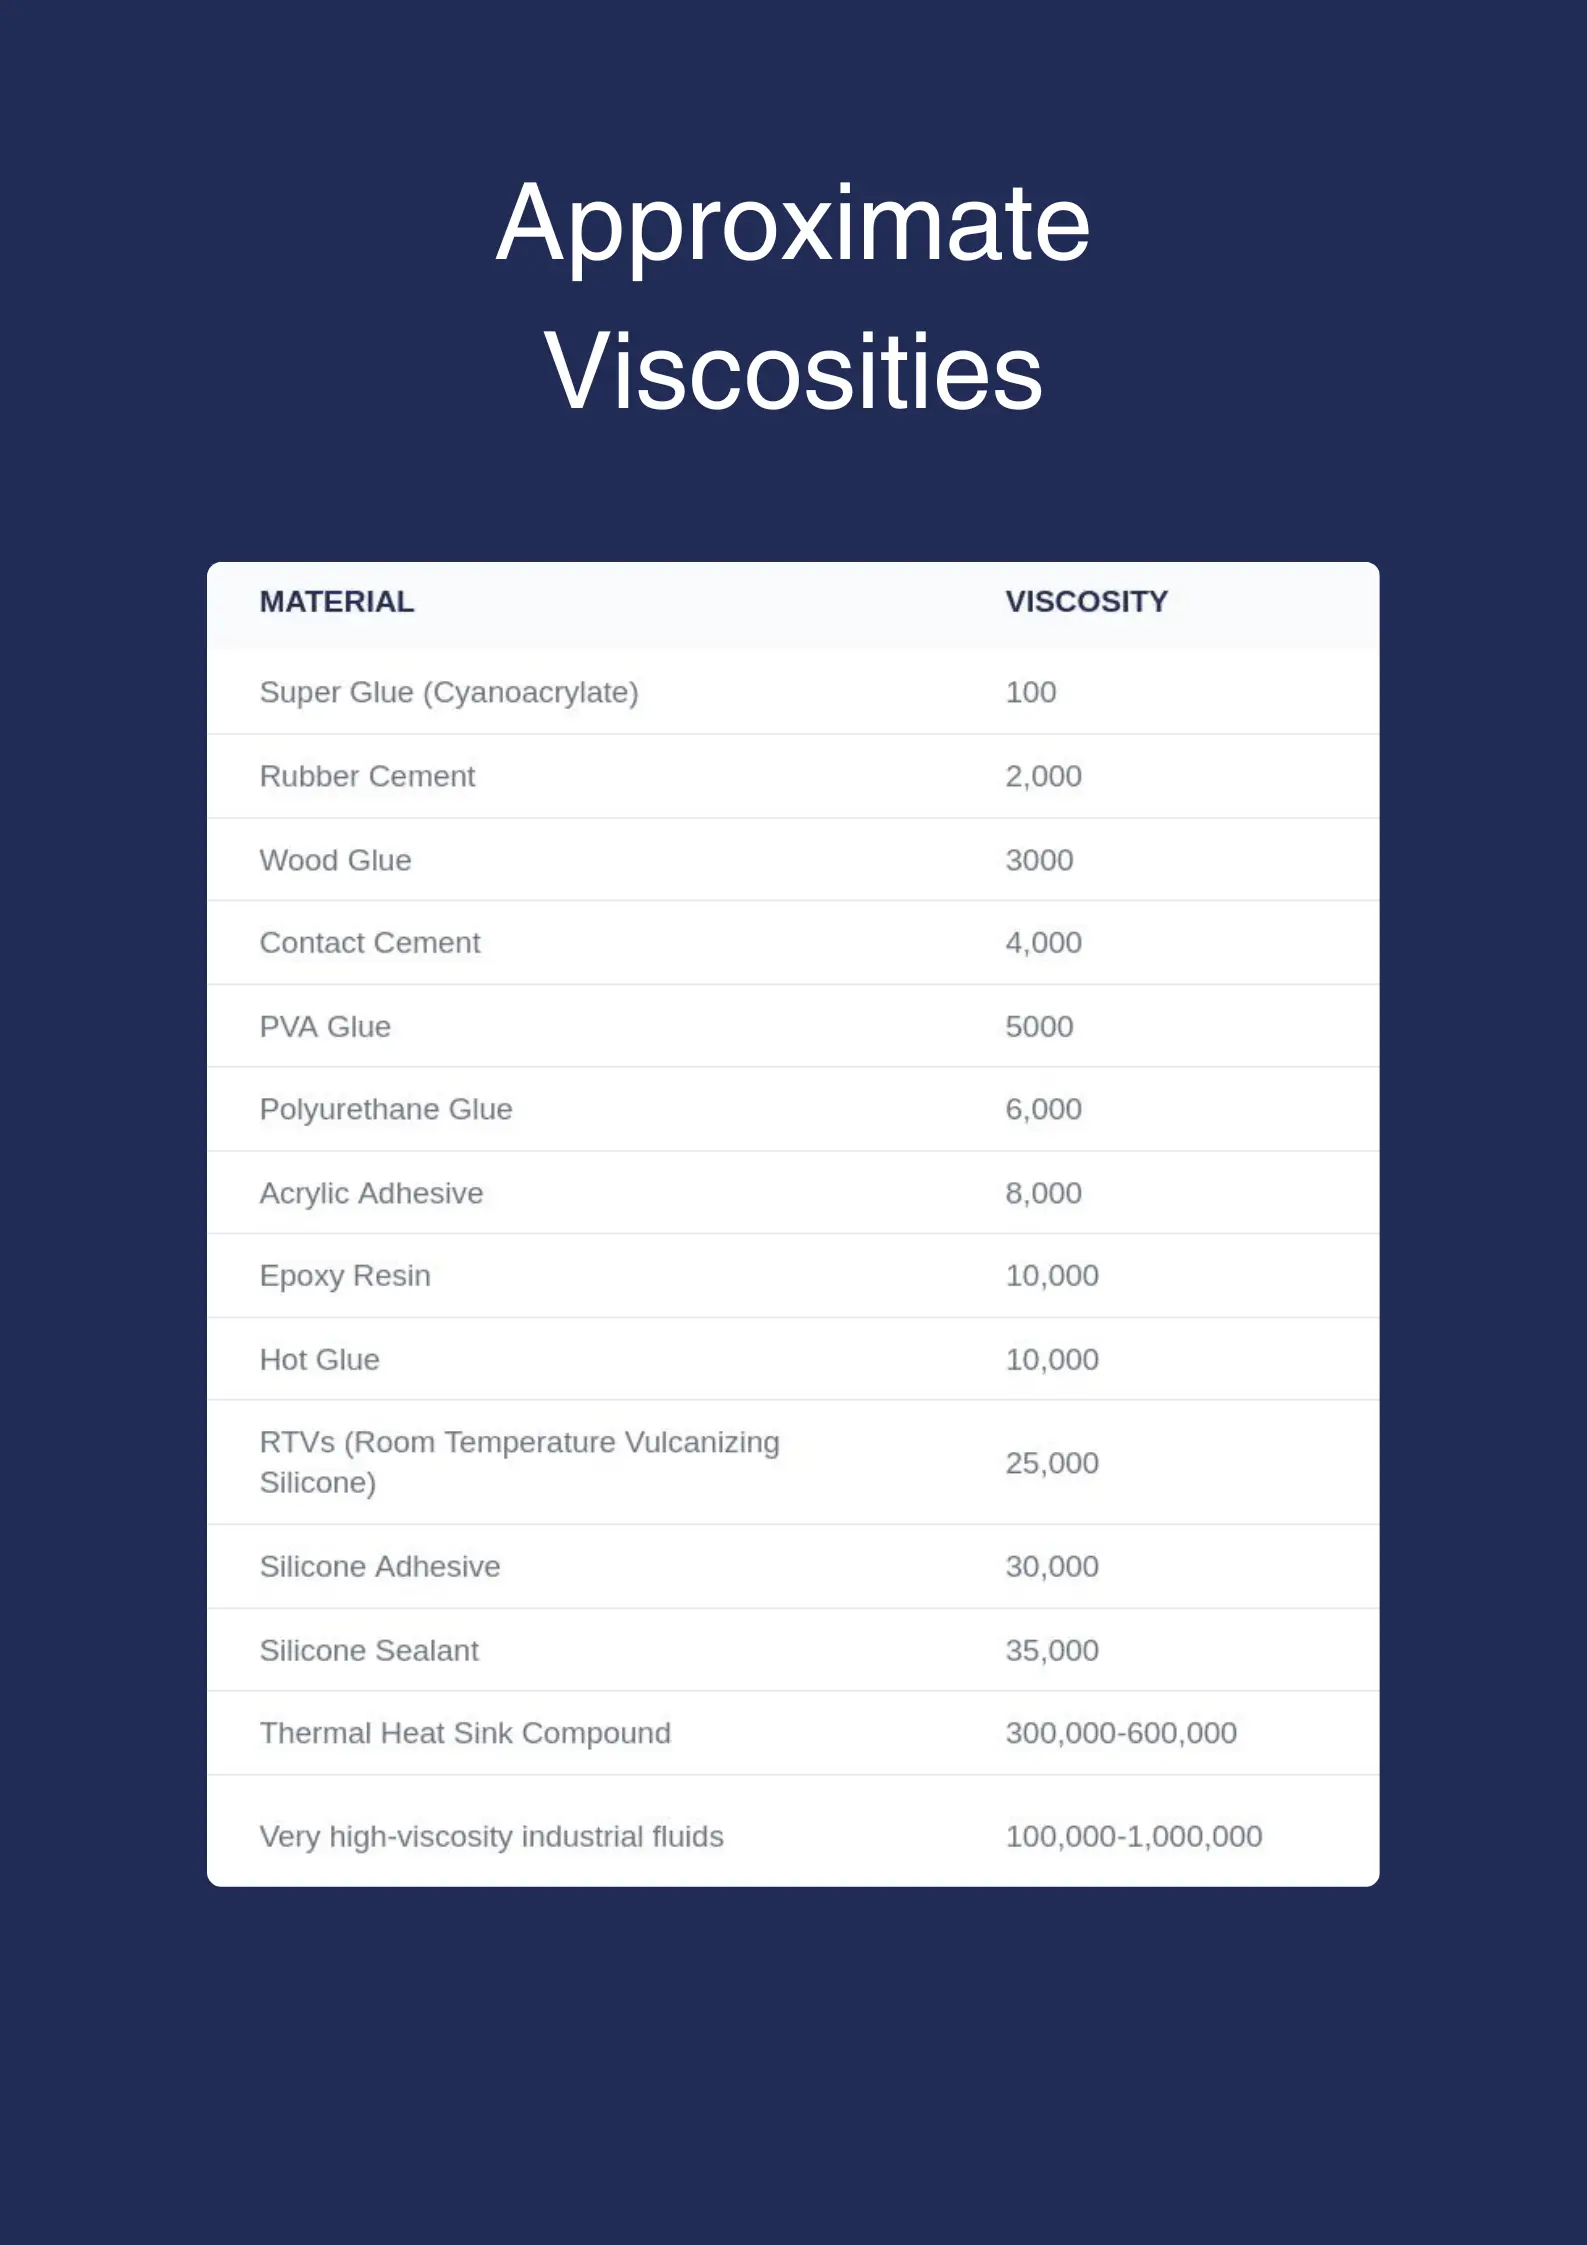 Approximate
Viscosities
MATERIAL VISCOSITY
Super Glue (Cyanoacrylate) 100
Rubber Cement 2,000
Wood Glue 3000
Contact Cement 4,000
PVA Glue 5000
Polyurethane Glue 6,000
Acrylic Adhesive 8,000
Epoxy Resin 10,000
Hot Glue 10,000
RTVs (Room Temperature Vulcanizing
Silicone) 25,000
Silicone Adhesive 30,000
Silicone Sealant 35,000
Thermal Heat Sink Compound 300,000-600,000
Very high-viscosity industrial fluids 100,000-1,000,000